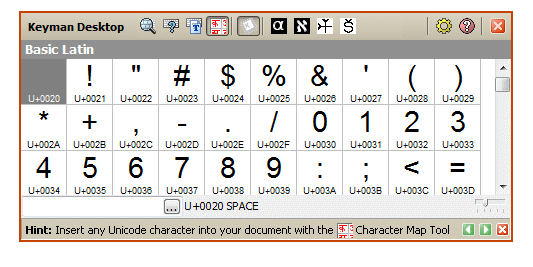 Keyman Desktop α א Š
Basic Latin
! " # $ % & ' ( )
U+0020 U+0021 U+0022 U+0023 U+0024 U+0025 U+0026 U+0027 U+0028 U+0029
* + , - . / 0 1 2 3
U+002A U+002B U+002C U+002D U+002E U+002F U+0030 U+0031 U+0032 U+0033
4 5 6 7 8 9 : ; < =
U+0034 U+0035 U+0036 U+0037 U+0038 U+0039 U+003A U+003B U+003C U+003D
... U+0020 SPACE
Hint: Insert any Unicode character into your document with the Character Map Tool